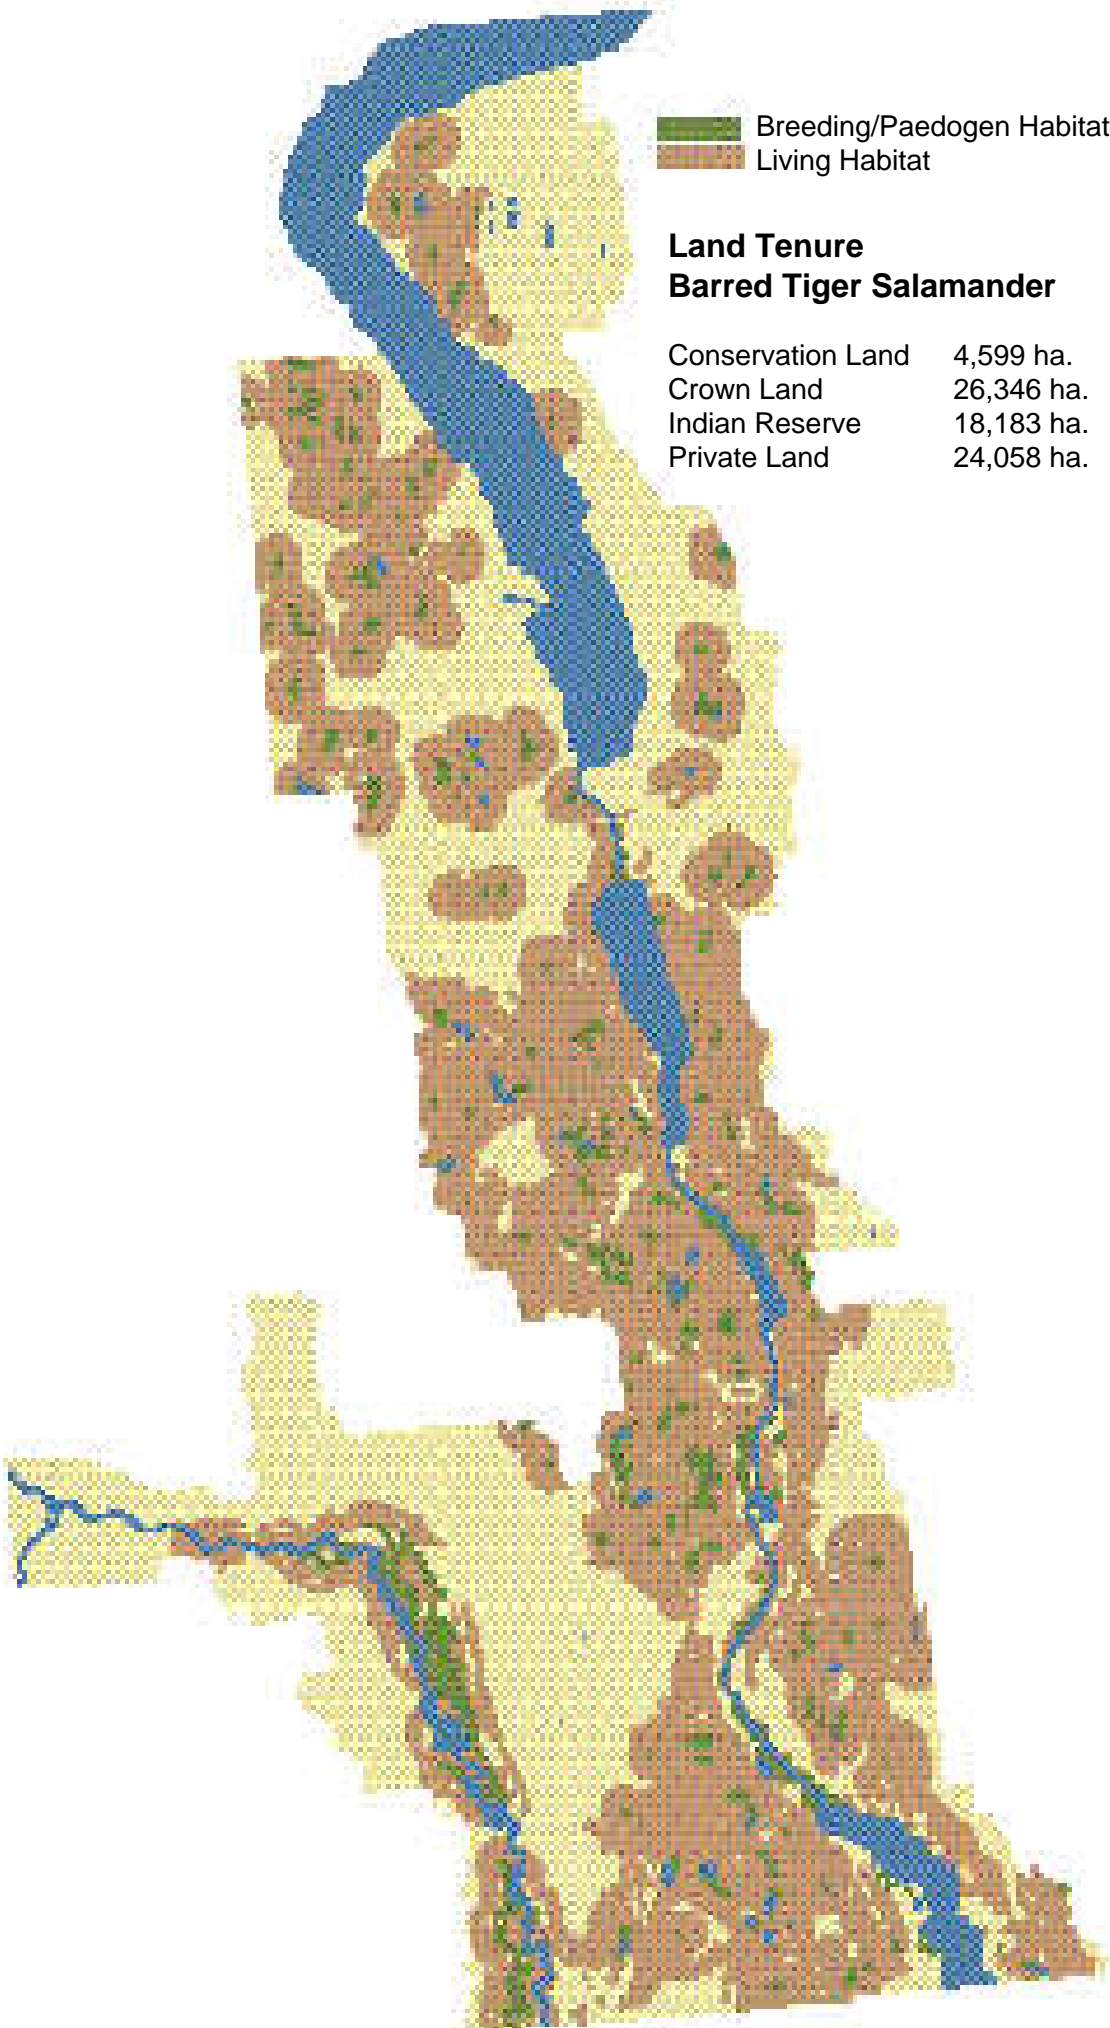 Breeding/Paedogen Habitat
Living Habitat
Land Tenure
Barred Tiger Salamander
Conservation Land 4,599 ha.
Crown Land 26,346 ha.
Indian Reserve 18,183 ha.
Private Land 24,058 ha.